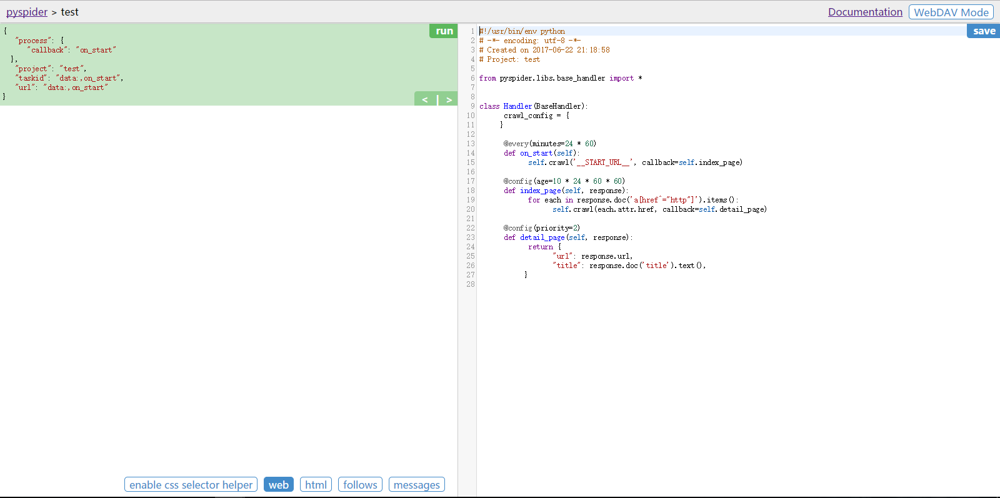 pyspider > test
Documentation
WebDAV Mode
{
"process": {
"callback": "on_start"
},
"project": "test",
"taskid": "data:,on_start",
"url": "data:,on_start"
}
run
< | >
enable css selector helper
web
html
follows
messages
save
1 #!/usr/bin/env python
2 # -*- encoding: utf-8 -*-
3 # Created on 2017-06-22 21:18:58
4 # Project: test
5
6 from pyspider.libs.base_handler import *
7
8
9 class Handler(BaseHandler):
10 crawl_config = {
11 }
12
13 @every(minutes=24 * 60)
14 def on_start(self):
15 self.crawl('__START_URL__', callback=self.index_page)
16
17 @config(age=10 * 24 * 60 * 60)
18 def index_page(self, response):
19 for each in response.doc('a[href^="http"]').items():
20 self.crawl(each.attr.href, callback=self.detail_page)
21
22 @config(priority=2)
23 def detail_page(self, response):
24 return {
25 "url": response.url,
26 "title": response.doc('title').text(),
27 }
28